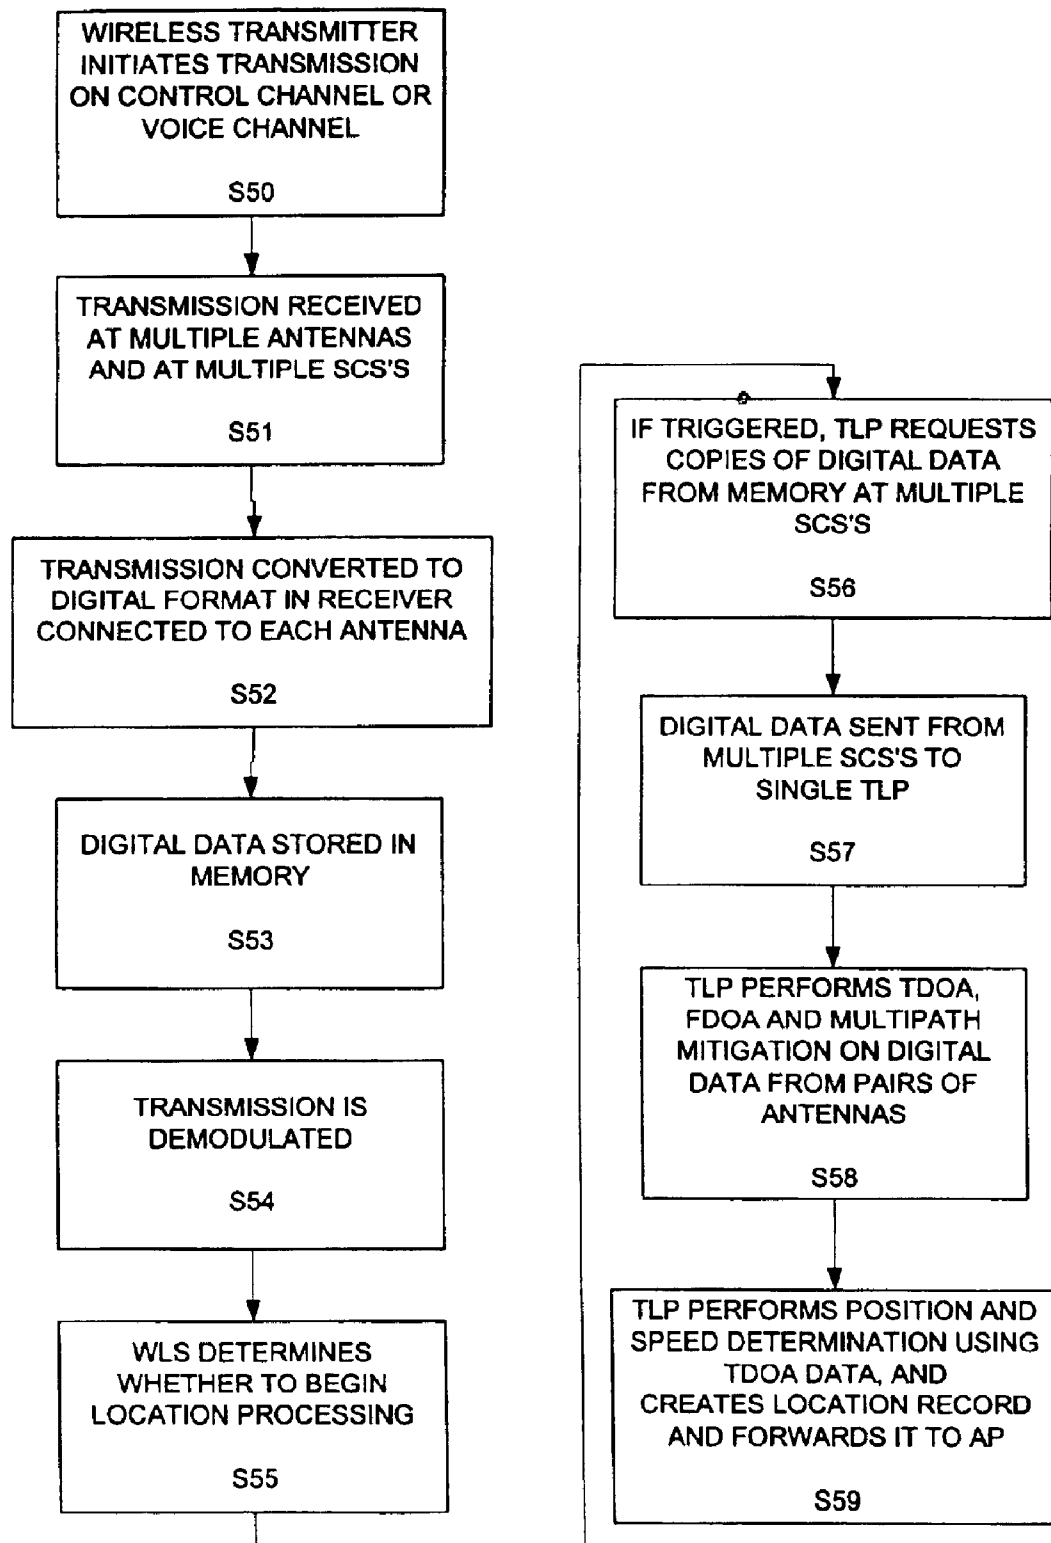 WIRELESS TRANSMITTER
INITIATES TRANSMISSION
ON CONTROL CHANNEL OR
VOICE CHANNEL
S50
TRANSMISSION RECEIVED
AT MULTIPLE ANTENNAS
AND AT MULTIPLE SCS'S
S51
TRANSMISSION CONVERTED TO
DIGITAL FORMAT IN RECEIVER
CONNECTED TO EACH ANTENNA
S52
DIGITAL DATA STORED IN
MEMORY
S53
TRANSMISSION IS
DEMODULATED
S54
WLS DETERMINES
WHETHER TO BEGIN
LOCATION PROCESSING
S55
IF TRIGGERED, TLP REQUESTS
COPIES OF DIGITAL DATA
FROM MEMORY AT MULTIPLE
SCS'S
S56
DIGITAL DATA SENT FROM
MULTIPLE SCS'S TO
SINGLE TLP
S57
TLP PERFORMS TDOA,
FDOA AND MULTIPATH
MITIGATION ON DIGITAL
DATA FROM PAIRS OF
ANTENNAS
S58
TLP PERFORMS POSITION AND
SPEED DETERMINATION USING
TDOA DATA, AND
CREATES LOCATION RECORD
AND FORWARDS IT TO AP
S59